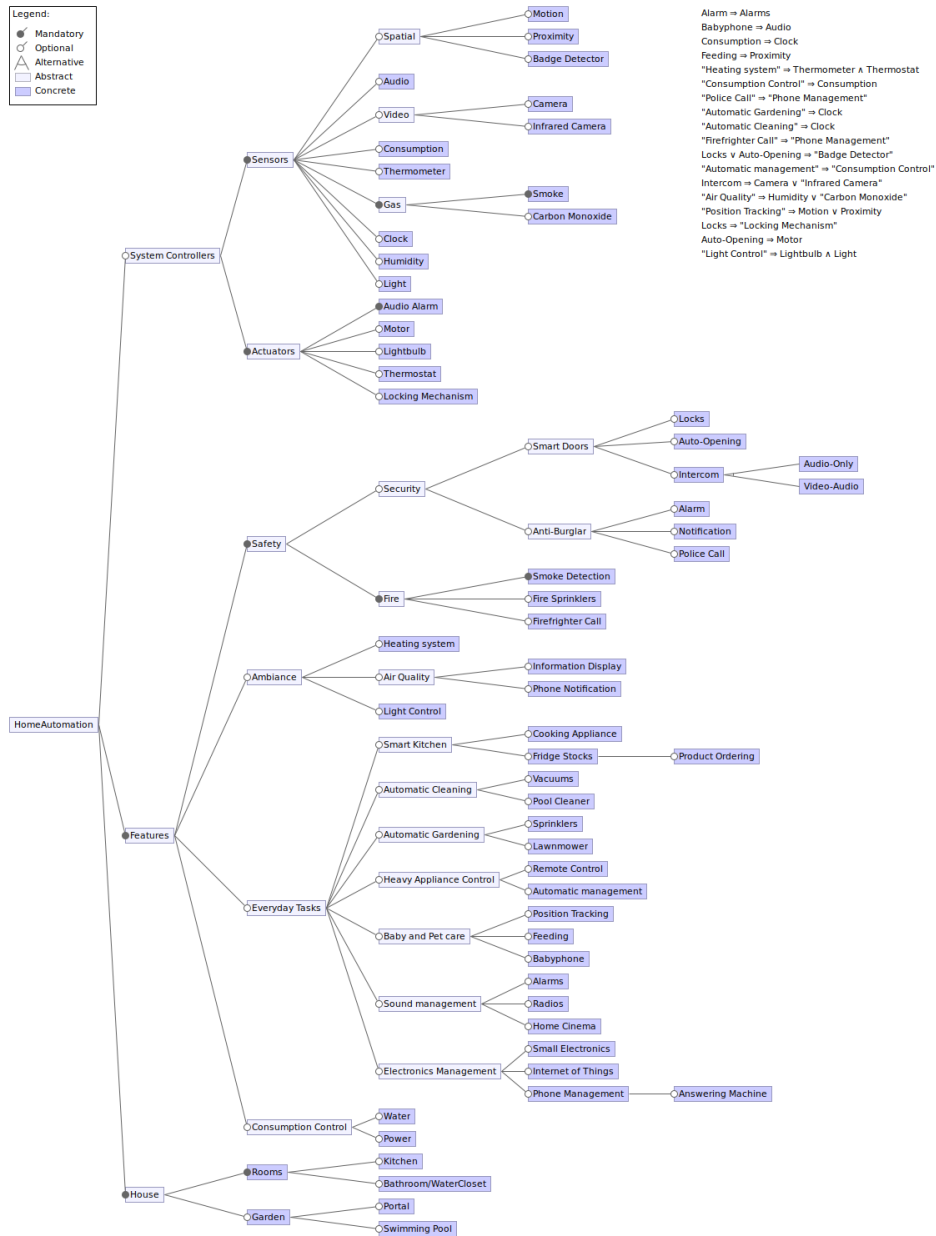 Legend:
Mandatory
Optional
Alternative
Abstract
Concrete
Alarm ⇒ Alarms
Babyphone ⇒ Audio
Consumption ⇒ Clock
Feeding ⇒ Proximity
"Heating system" ⇒ Thermometer ∧ Thermostat
"Consumption Control" ⇒ Consumption
"Police Call" ⇒ "Phone Management"
"Automatic Gardening" ⇒ Clock
"Automatic Cleaning" ⇒ Clock
"Firefrighter Call" ⇒ "Phone Management"
Locks ∨ Auto-Opening ⇒ "Badge Detector"
"Automatic management" ⇒ "Consumption Control"
Intercom ⇒ Camera ∨ "Infrared Camera"
"Air Quality" ⇒ Humidity ∨ "Carbon Monoxide"
"Position Tracking" ⇒ Motion ∨ Proximity
Locks ⇒ "Locking Mechanism"
Auto-Opening ⇒ Motor
"Light Control" ⇒ Lightbulb ∧ Light
HomeAutomation
System Controllers
Sensors
Spatial
Motion
Proximity
Badge Detector
Audio
Video
Camera
Infrared Camera
Consumption
Thermometer
Gas
Smoke
Carbon Monoxide
Clock
Humidity
Light
Actuators
Audio Alarm
Motor
Lightbulb
Thermostat
Locking Mechanism
Features
Safety
Security
Smart Doors
Locks
Auto-Opening
Intercom
Audio-Only
Video-Audio
Anti-Burglar
Alarm
Notification
Police Call
Fire
Smoke Detection
Fire Sprinklers
Firefrighter Call
Ambiance
Heating system
Air Quality
Information Display
Phone Notification
Light Control
Everyday Tasks
Smart Kitchen
Cooking Appliance
Fridge Stocks
Product Ordering
Automatic Cleaning
Vacuums
Pool Cleaner
Automatic Gardening
Sprinklers
Lawnmower
Heavy Appliance Control
Remote Control
Automatic management
Baby and Pet care
Position Tracking
Feeding
Babyphone
Sound management
Alarms
Radios
Home Cinema
Electronics Management
Small Electronics
Internet of Things
Phone Management
Answering Machine
Consumption Control
Water
Power
House
Rooms
Kitchen
Bathroom/WaterCloset
Garden
Portal
Swimming Pool